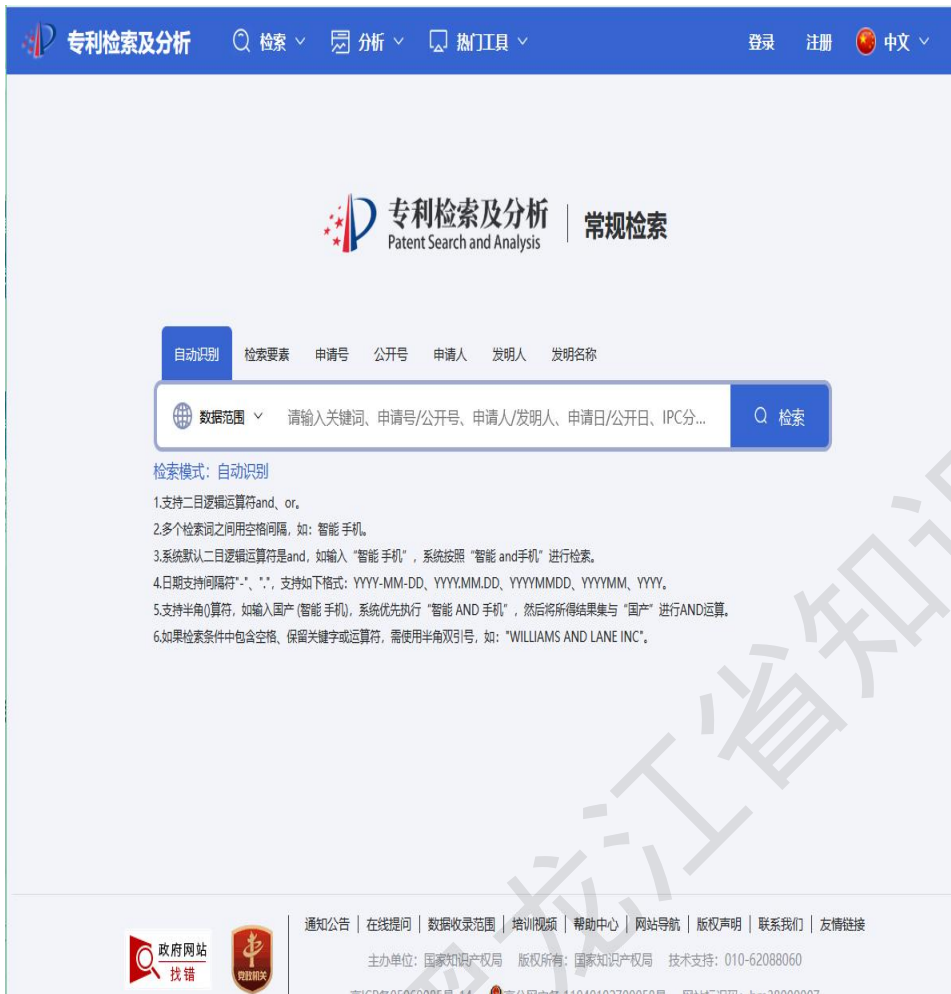 专利检索及分析 检索 分析 热门工具 登录 注册 中文
专利检索及分析 常规检索
Patent Search and Analysis
自动识别 检索要素 申请号 公开号 申请人 发明人 发明名称
数据范围 请输入关键词、申请号/公开号、申请人/发明人、申请日/公开日、IPC分... 检索
检索模式：自动识别
1.支持二目逻辑运算符and、or。
2.多个检索词之间用空格间隔，如：智能 手机。
3.系统默认二目逻辑运算符是and，如输入“智能 手机”，系统按照“智能 and手机”进行检索。
4.日期支持间隔符"-"、"."，支持如下格式：YYYY-MM-DD、YYYY.MM.DD、YYYYMMDD、YYYYMM、YYYY。
5.支持半角()算符，如输入国产 (智能 手机)，系统优先执行“智能 AND 手机”，然后将所得结果集与“国产”进行AND运算。
6.如果检索条件中包含空格、保留关键字或运算符，需使用半角双引号，如："WILLIAMS AND LANE INC"。
龙江省知
通知公告 | 在线提问 | 数据收录范围 | 培训视频 | 帮助中心 | 网站导航 | 版权声明 | 联系我们 | 友情链接
政府网站
找错
党政机关
主办单位：国家知识产权局 版权所有：国家知识产权局 技术支持：010-62088060